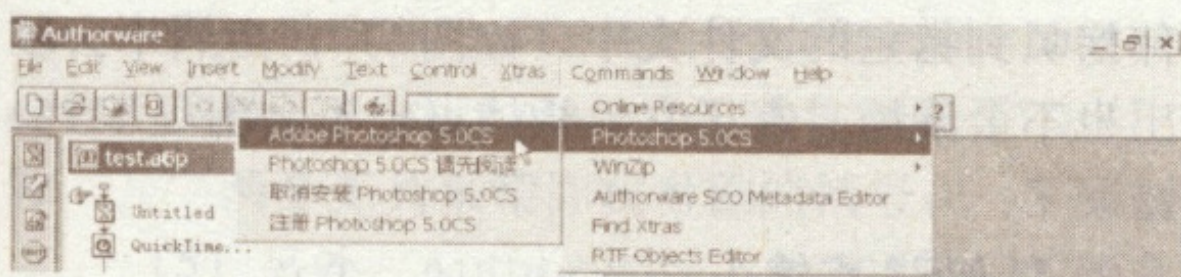 Authorware
File Edit View Insert Modify Text Control Xtras Commands Window Help
Online Resources
Adobe Photoshop 5.0CS
Photoshop 5.0CS
test.a6p
Photoshop 5.0CS 请先阅读
WinZip
Untitled
取消安装 Photoshop 5.0CS
Authorware SCO Metadata Editor
注册 Photoshop 5.0CS
Find Xtras
QuickTime...
RTF Objects Editor